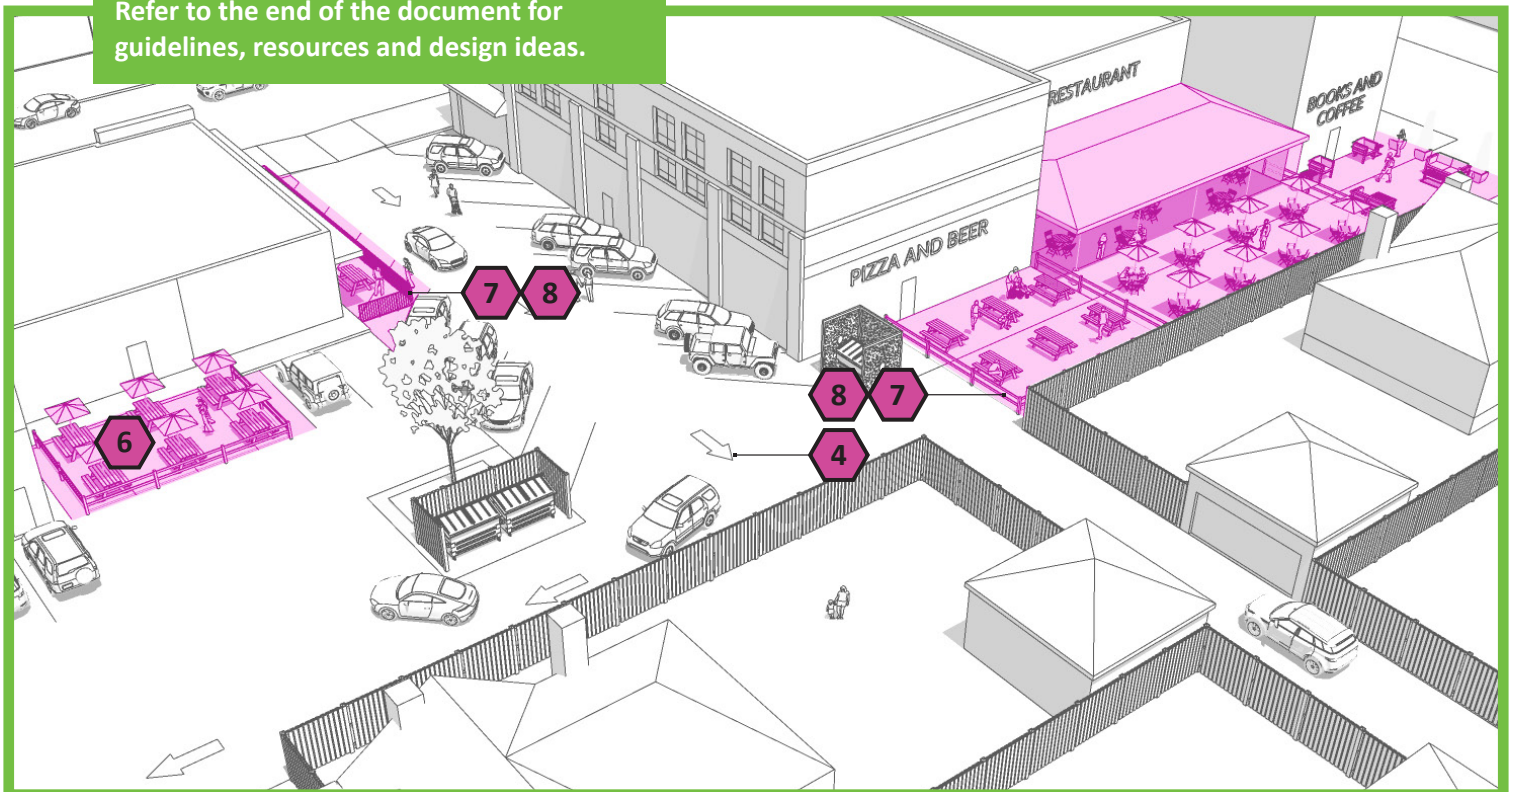 Refer to the end of the document for
guidelines, resources and design ideas.
RESTAURANT
BOOKS AND
COFFEE
PIZZA AND BEER
7 8
8 7
6
4